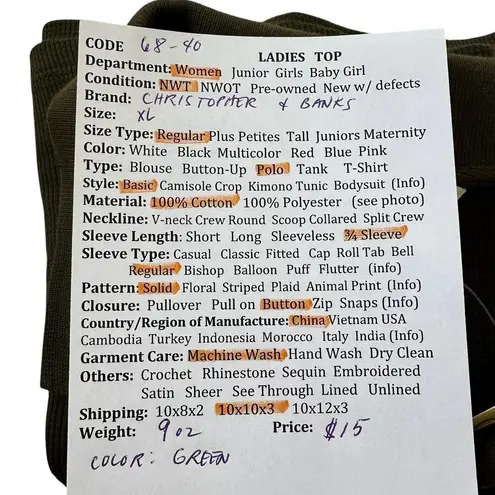 CODE 68-40
LADIES TOP
Department: Women Junior Girls Baby Girl
Condition: NWT NWOT Pre-owned New w/ defects
Brand: CHRISTOPHER & BANKS
Size: XL
Size Type: Regular Plus Petites Tall Juniors Maternity
Color: White Black Multicolor Red Blue Pink
Type: Blouse Button-Up Polo Tank T-Shirt
Style: Basic Camisole Crop Kimono Tunic Bodysuit (Info)
Material: 100% Cotton 100% Polyester (see photo)
Neckline: V-neck Crew Round Scoop Collared Split Crew
Sleeve Length: Short Long Sleeveless ¾ Sleeve
Sleeve Type: Casual Classic Fitted Cap Roll Tab Bell
Regular Bishop Balloon Puff Flutter (info)
Pattern: Solid Floral Striped Plaid Animal Print (Info)
Closure: Pullover Pull on Button Zip Snaps (Info)
Country/Region of Manufacture: China Vietnam USA
Cambodia Turkey Indonesia Morocco Italy India (Info)
Garment Care: Machine Wash Hand Wash Dry Clean
Others: Crochet Rhinestone Sequin Embroidered
Satin Sheer See Through Lined Unlined
Shipping: 10x8x2 10x10x3 10x12x3
Weight: 9 oz Price: $15
COLOR: GREEN